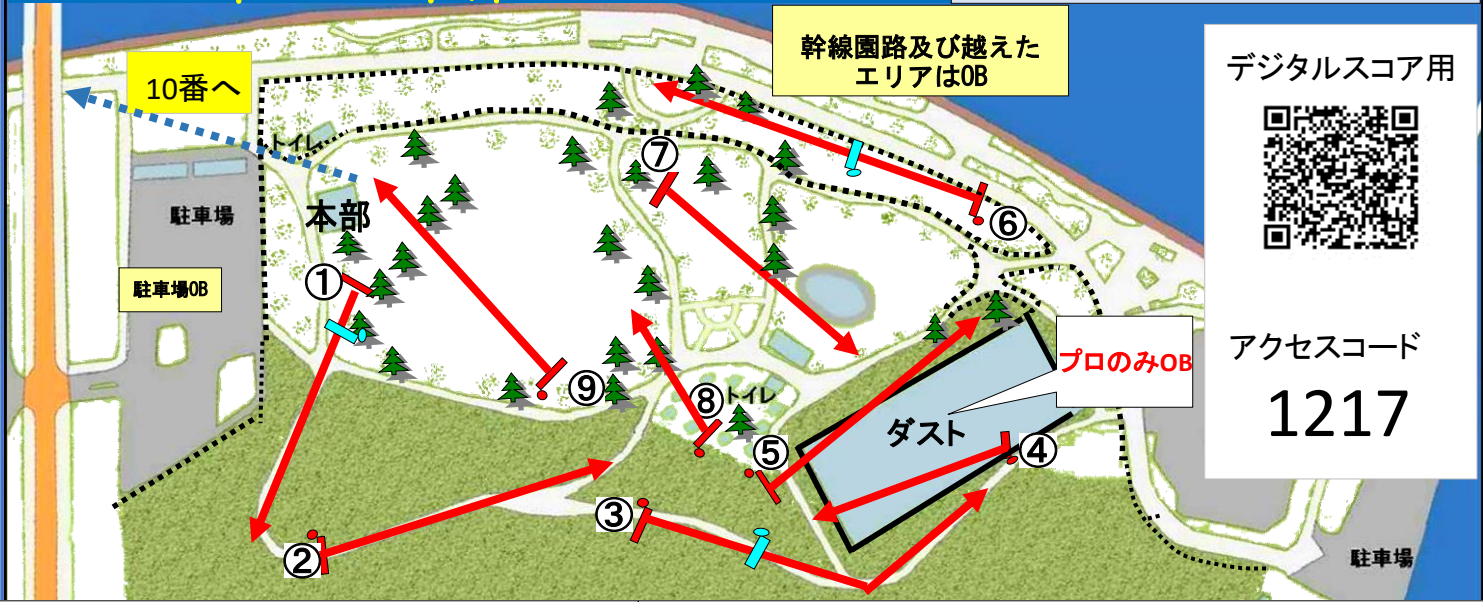 幹線園路及び越えた
エリアはOB
デジタルスコア用
10番へ
トイレ
⑦
駐車場
本部
⑥
①
駐車場OB
アクセスコード
プロのみOB
⑨
⑧
トイレ
1217
ダスト
⑤
④
③
②
駐車場